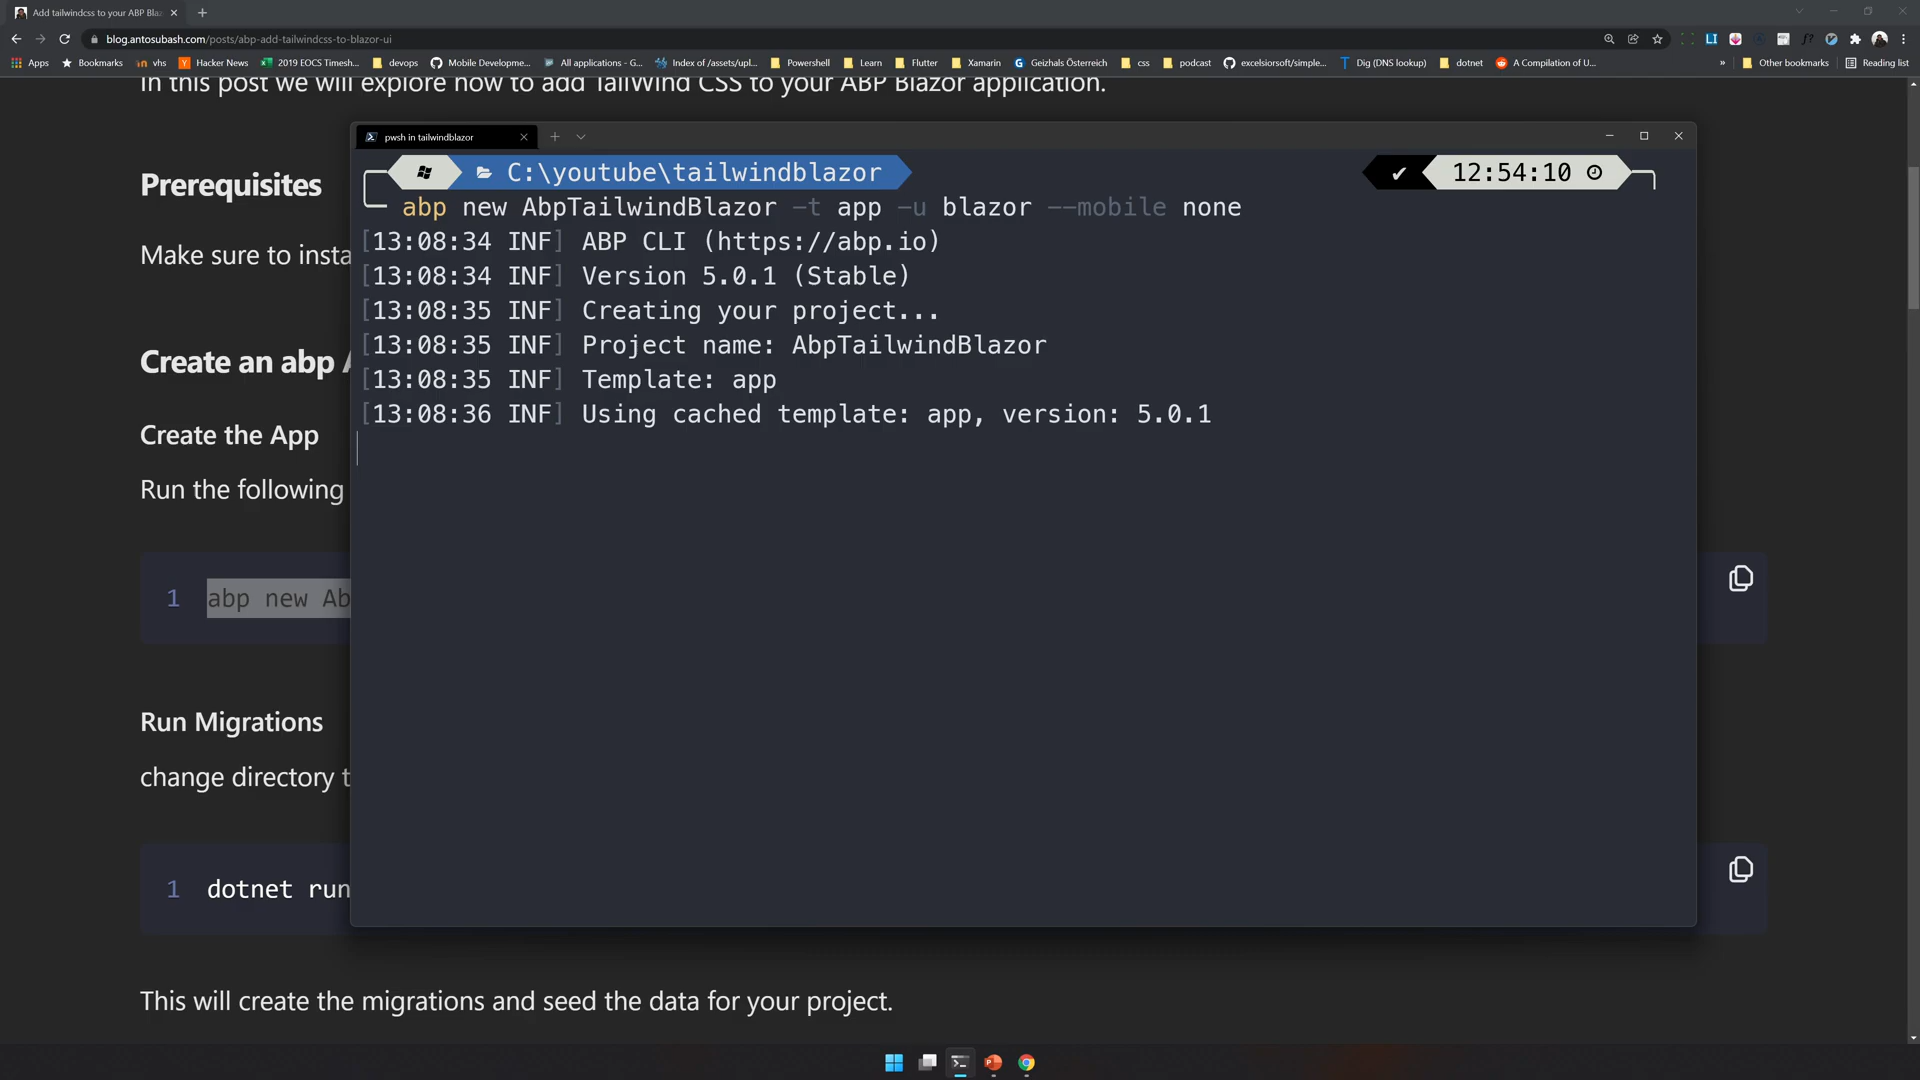 Add tailwindcss to your ABP Blaz
blog.antosubash.com/posts/abp-add-tailwindcss-to-blazor-ui
Apps
Bookmarks
vhs
Hacker News
2019 EOCS Timesh...
devops
Mobile Developme...
All applications - G...
Index of /assets/upl...
Powershell
Learn
Flutter
Xamarin
Geizhals Österreich
css
podcast
excelsiorsoft/simple...
Dig (DNS lookup)
dotnet
A Compilation of U...
»
Other bookmarks
Reading list
In this post we will explore how to add TailWind CSS to your ABP Blazor application.
Prerequisites
Make sure to insta
Create an abp A
Create the App
Run the following
1 abp new Ab
Run Migrations
change directory t
1 dotnet run
This will create the migrations and seed the data for your project.
pwsh in tailwindblazor
C:\youtube\tailwindblazor
12:54:10
abp new AbpTailwindBlazor -t app -u blazor --mobile none
[13:08:34 INF] ABP CLI (https://abp.io)
[13:08:34 INF] Version 5.0.1 (Stable)
[13:08:35 INF] Creating your project...
[13:08:35 INF] Project name: AbpTailwindBlazor
[13:08:35 INF] Template: app
[13:08:36 INF] Using cached template: app, version: 5.0.1